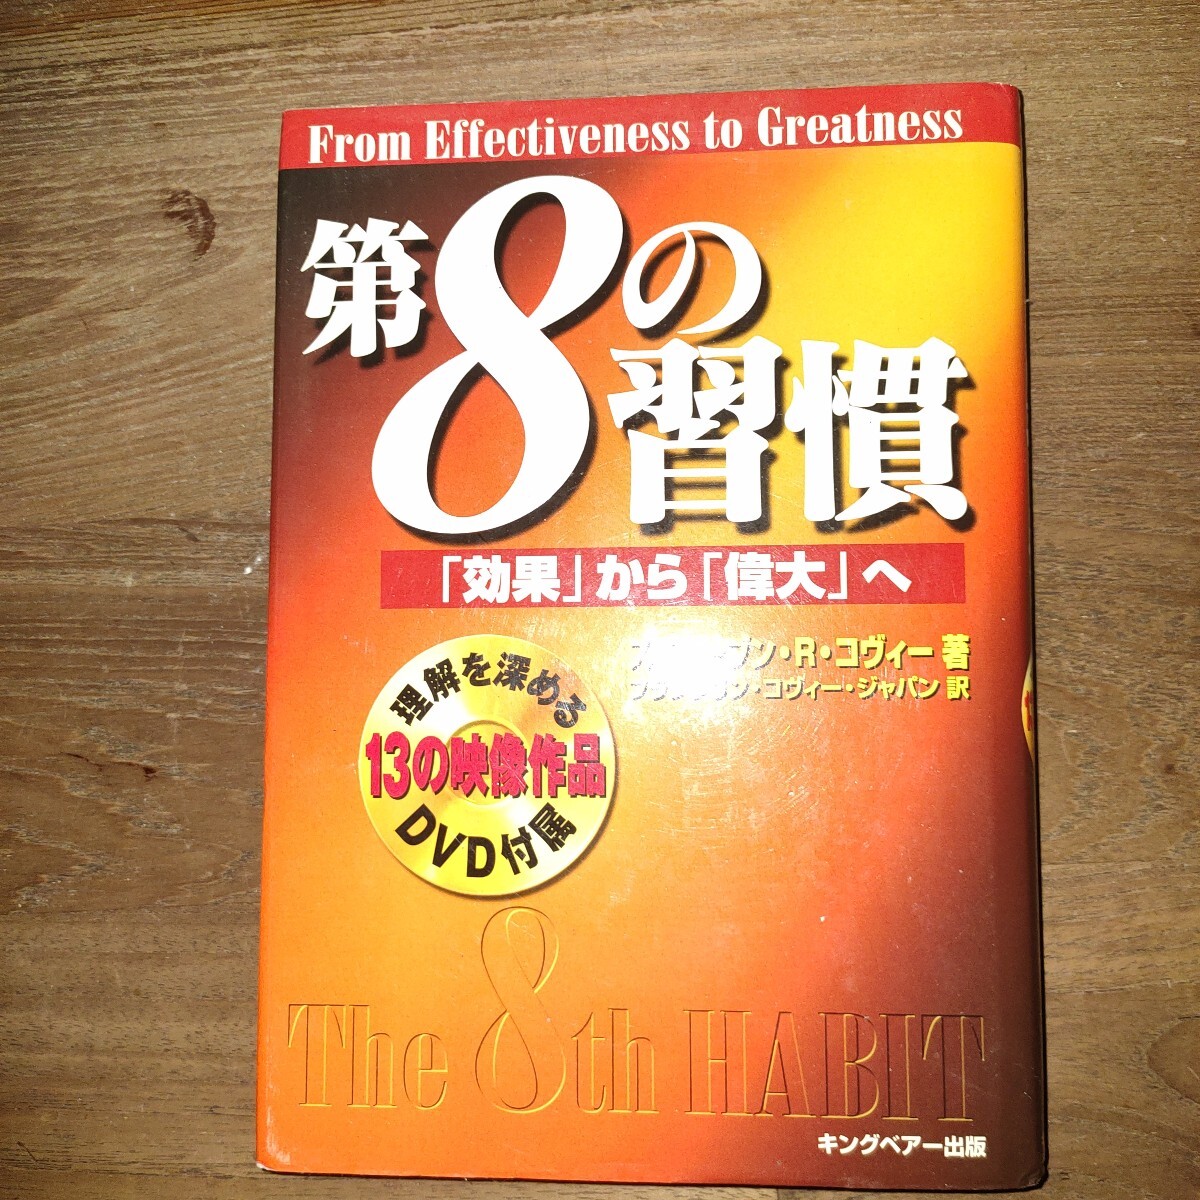 From Effectiveness to Greatness
第8の習慣
「効果」から「偉大」へ
ブン・R・コヴィー 著
コヴィー・ジャパン 訳
理解を深める
13の映像作品
DVD付属
The 8th HABIT
キングベアー出版